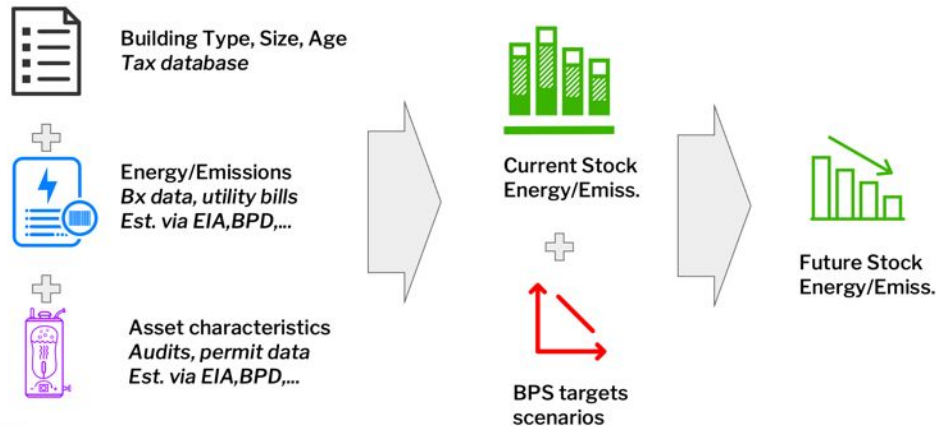 Building Type, Size, Age
Tax database
Energy/Emissions
Bx data, utility bills
Est. via EIA,BPD,...
Asset characteristics
Audits, permit data
Est. via EIA,BPD,...
Current Stock
Energy/Emiss.
BPS targets
scenarios
Future Stock
Energy/Emiss.